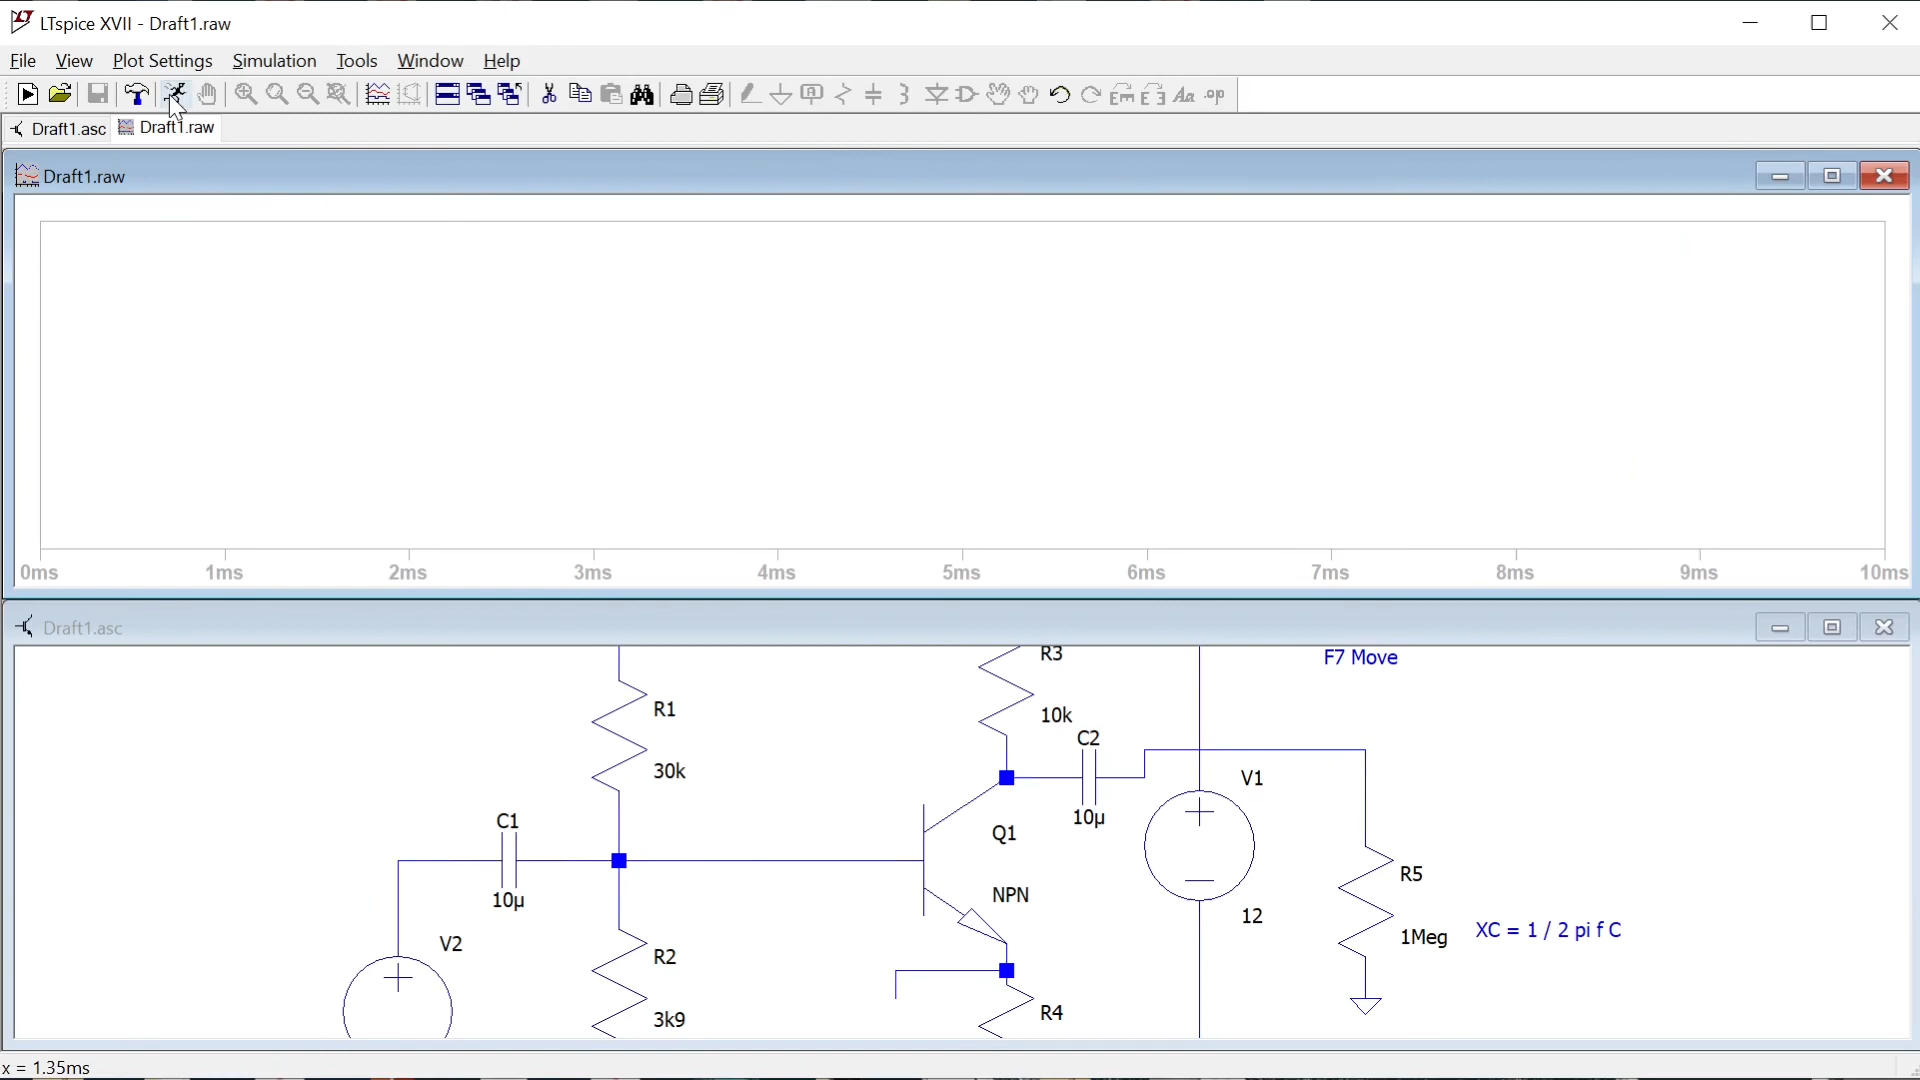 LTspice XVII - Draft1.raw
File View Plot Settings Simulation Tools Window Help
Aa .op
Draft1.asc Draft1.raw
Draft1.raw
0ms 1ms 2ms 3ms 4ms 5ms 6ms 7ms 8ms 9ms 10ms
Draft1.asc
R3
F7 Move
R1
10k
C2
30k
V1
C1
10µ
Q1
R5
10µ
NPN
12
XC = 1 / 2 pi f C
1Meg
V2
R2
R4
3k9
x = 1.35ms